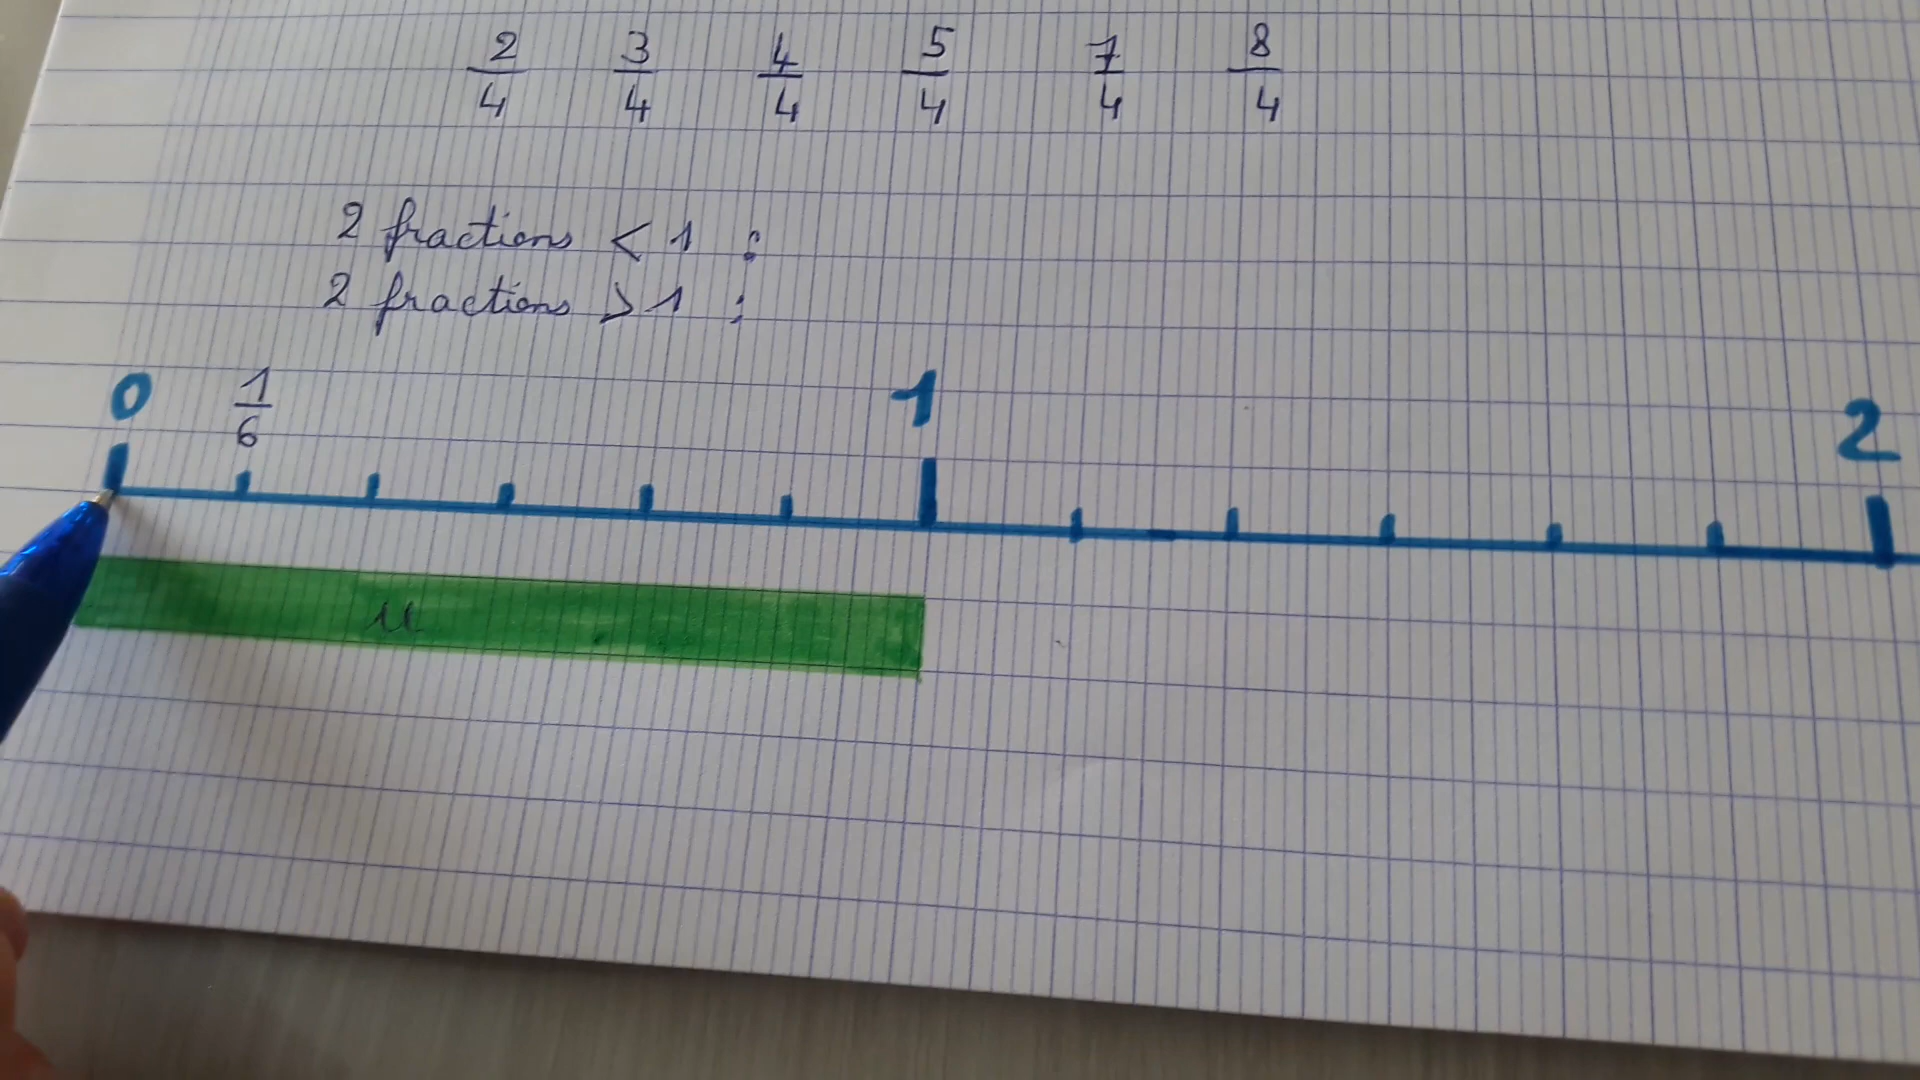 2/4 3/4 4/4 5/4 7/4 8/4
2 fractions < 1 :
2 fractions > 1 :
0 1/6 1 2
u